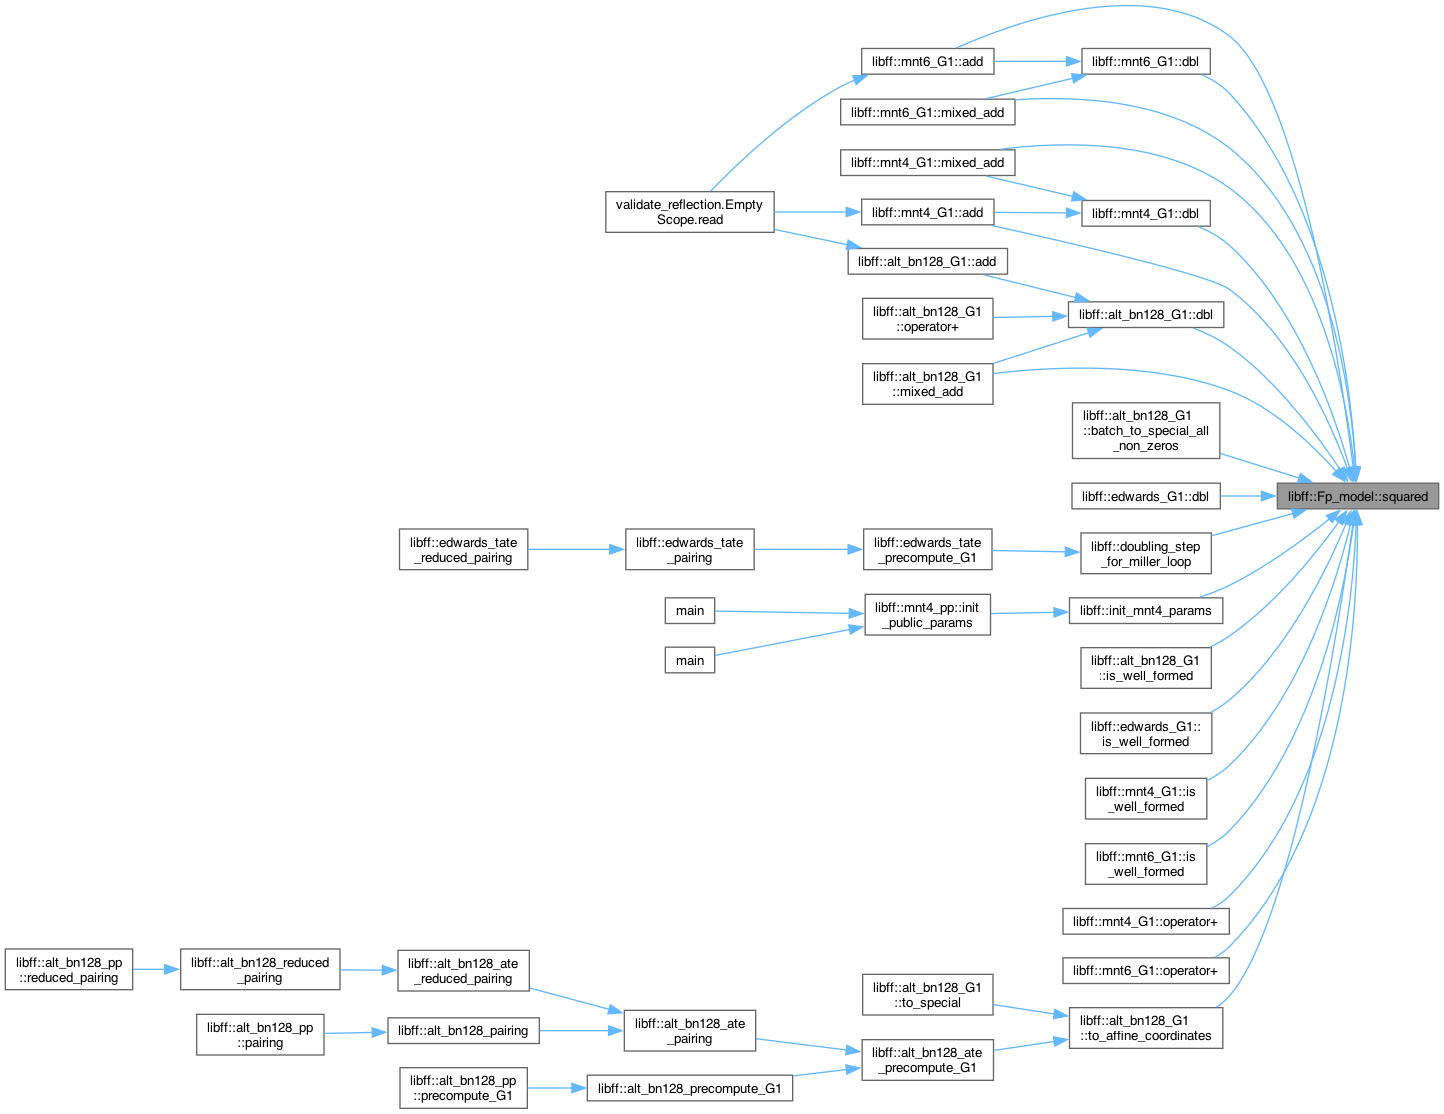 libff::mnt6_G1::add
libff::mnt6_G1::dbl
libff::mnt6_G1::mixed_add
libff::mnt4_G1::mixed_add
validate_reflection.Empty
Scope.read
libff::mnt4_G1::add
libff::mnt4_G1::dbl
libff::alt_bn128_G1::add
libff::alt_bn128_G1
::operator+
libff::alt_bn128_G1::dbl
libff::alt_bn128_G1
::mixed_add
libff::alt_bn128_G1
::batch_to_special_all
_non_zeros
libff::edwards_G1::dbl
libff::Fp_model::squared
libff::edwards_tate
_reduced_pairing
libff::edwards_tate
_pairing
libff::edwards_tate
_precompute_G1
libff::doubling_step
_for_miller_loop
main
libff::mnt4_pp::init
_public_params
libff::init_mnt4_params
main
libff::alt_bn128_G1
::is_well_formed
libff::edwards_G1::
is_well_formed
libff::mnt4_G1::is
_well_formed
libff::mnt6_G1::is
_well_formed
libff::mnt4_G1::operator+
libff::mnt6_G1::operator+
libff::alt_bn128_pp
::reduced_pairing
libff::alt_bn128_reduced
_pairing
libff::alt_bn128_ate
_reduced_pairing
libff::alt_bn128_G1
::to_special
libff::alt_bn128_G1
::to_affine_coordinates
libff::alt_bn128_pp
::pairing
libff::alt_bn128_pairing
libff::alt_bn128_ate
_pairing
libff::alt_bn128_ate
_precompute_G1
libff::alt_bn128_pp
::precompute_G1
libff::alt_bn128_precompute_G1